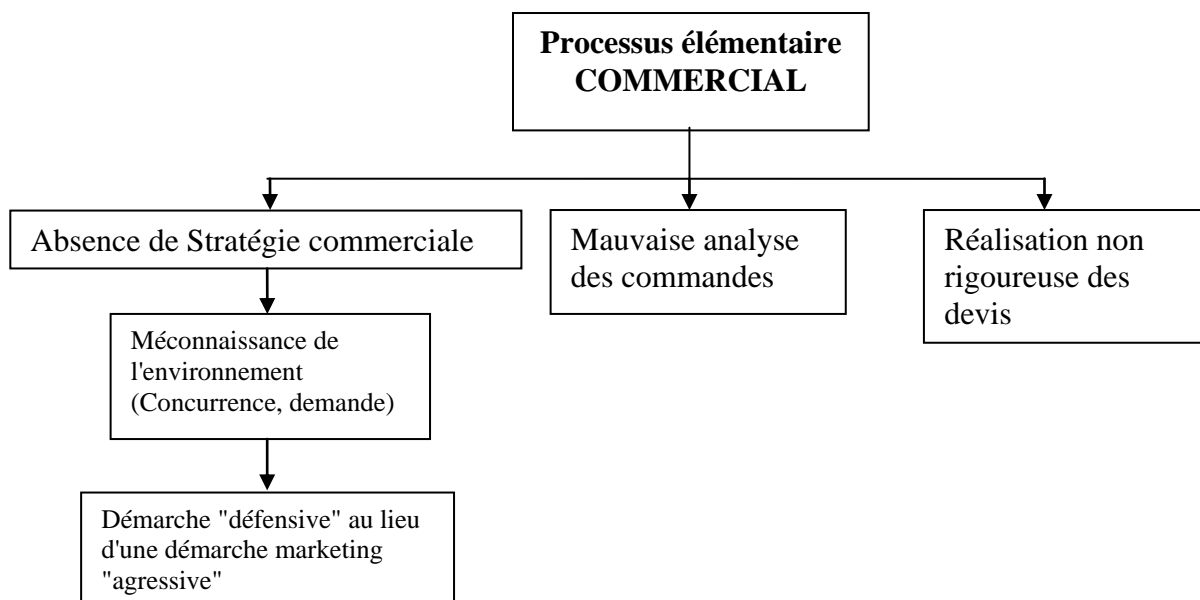 Processus élémentaire
COMMERCIAL
Absence de Stratégie commerciale
Mauvaise analyse
des commandes
Réalisation non
rigoureuse des
devis
Méconnaissance de
l'environnement
(Concurrence, demande)
Démarche "défensive" au lieu
d'une démarche marketing
"agressive"